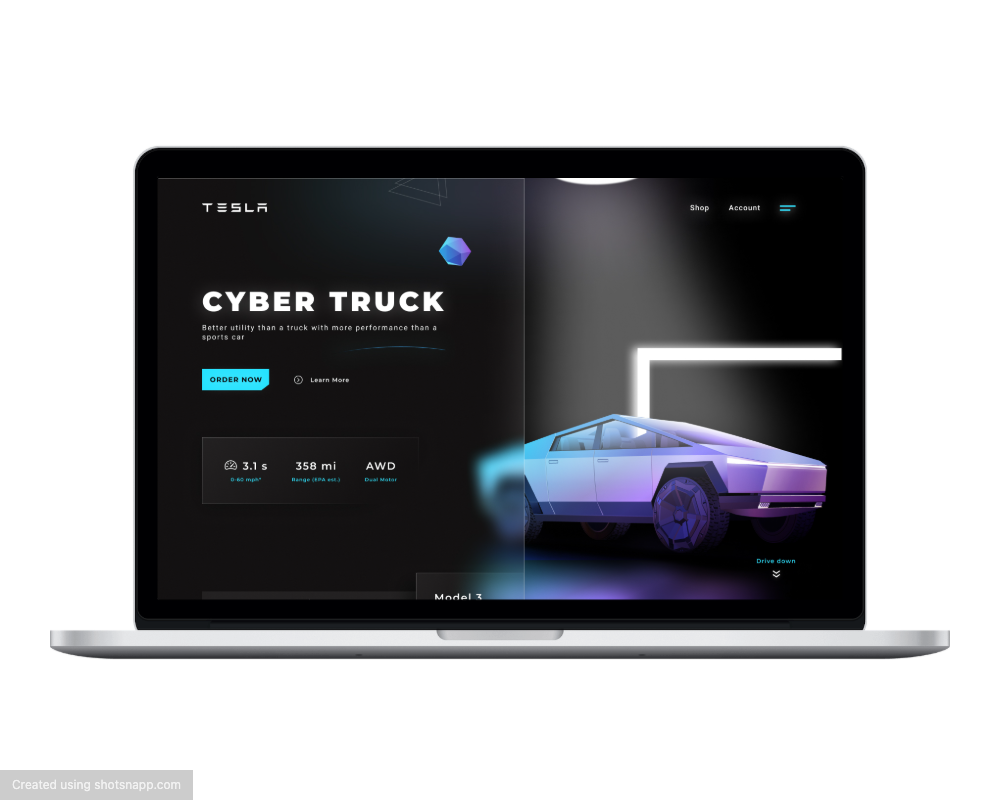 TESLA
Shop Account
CYBER TRUCK
Better utility than a truck with more performance than a
sports car
ORDER NOW Learn More
3.1 s 358 mi AWD
0-60 mph* Range (EPA est.) Dual Motor
Drive down
Model 3
Created using shotsnapp.com